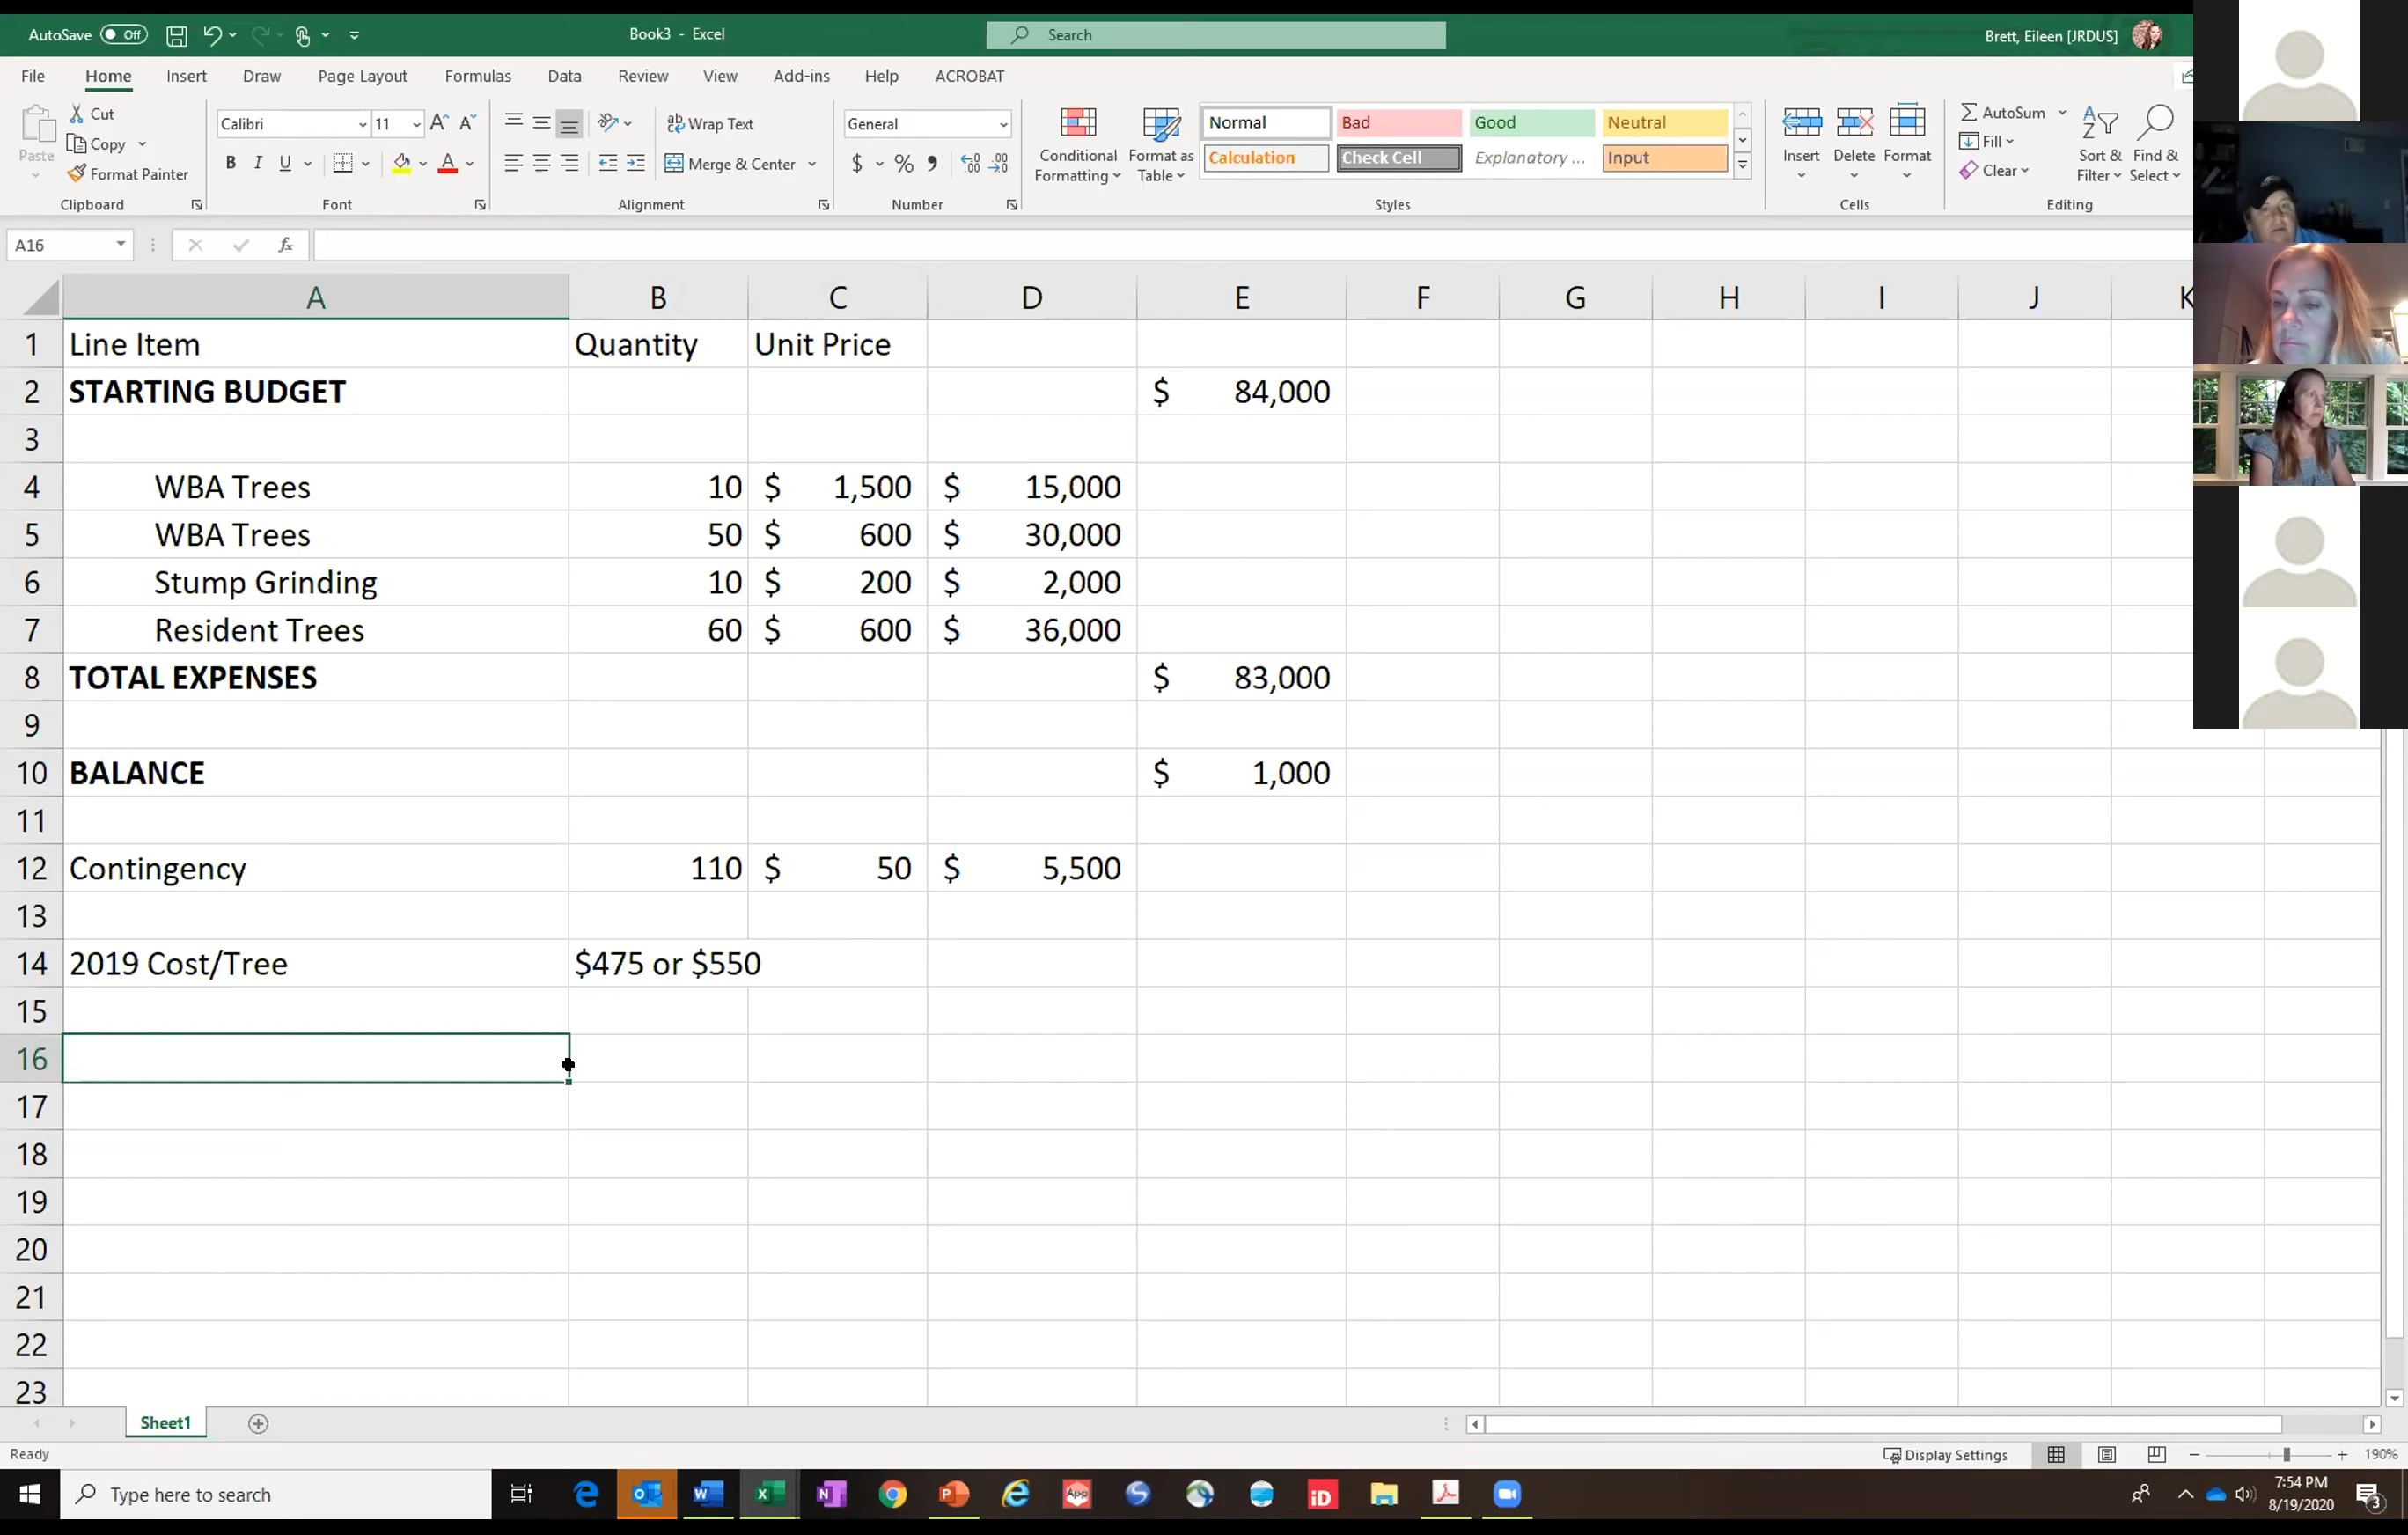 AutoSave Off Book3 - Excel Search Brett, Eileen [JRDUS]
File Home Insert Draw Page Layout Formulas Data Review View Add-ins Help ACROBAT
Paste Cut Copy Format Painter Clipboard
Calibri 11 B I U A Font
Wrap Text Merge & Center Alignment
General $ % , Number
Conditional Formatting Format as Table
Normal Bad Good Neutral
Calculation Check Cell Explanatory ... Input
Styles
Insert Delete Format Cells
AutoSum Fill Clear Sort & Filter Find & Select Editing
A16 fx
A B C D E F G H I J K
1 Line Item Quantity Unit Price
2 STARTING BUDGET $ 84,000
3
4 WBA Trees 10 $ 1,500 $ 15,000
5 WBA Trees 50 $ 600 $ 30,000
6 Stump Grinding 10 $ 200 $ 2,000
7 Resident Trees 60 $ 600 $ 36,000
8 TOTAL EXPENSES $ 83,000
9
10 BALANCE $ 1,000
11
12 Contingency 110 $ 50 $ 5,500
13
14 2019 Cost/Tree $475 or $550
15
16
17
18
19
20
21
22
23
Sheet1
Ready Display Settings 190%
Type here to search 7:54 PM
8/19/2020 3